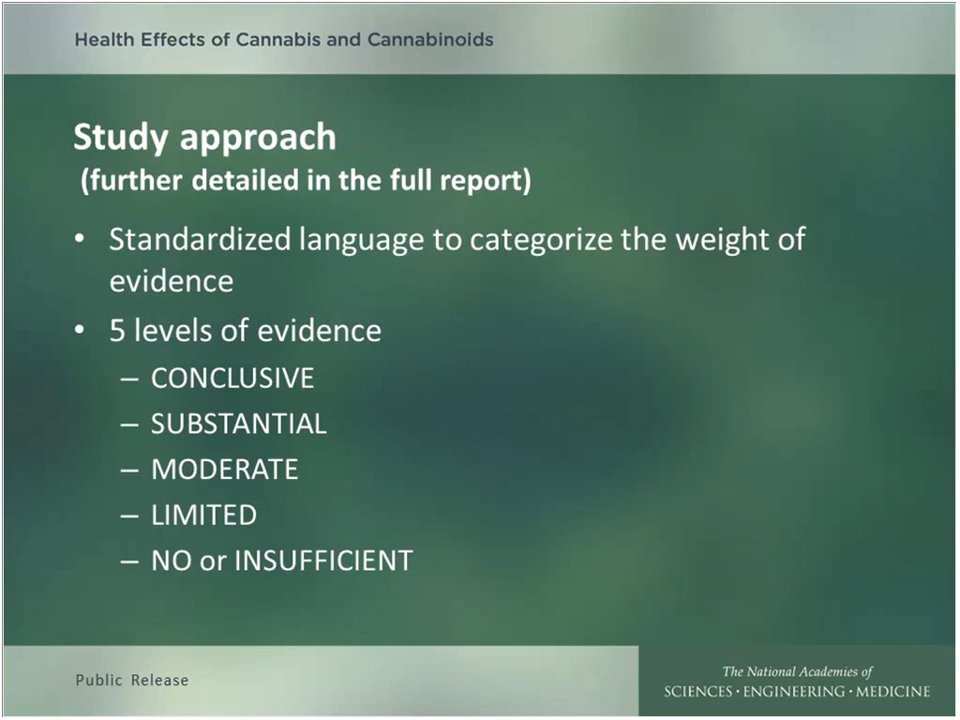 Health Effects of Cannabis and Cannabinoids
Study approach
(further detailed in the full report)
• Standardized language to categorize the weight of
evidence
• 5 levels of evidence
– CONCLUSIVE
– SUBSTANTIAL
– MODERATE
– LIMITED
– NO or INSUFFICIENT
Public Release
The National Academies of
SCIENCES • ENGINEERING • MEDICINE